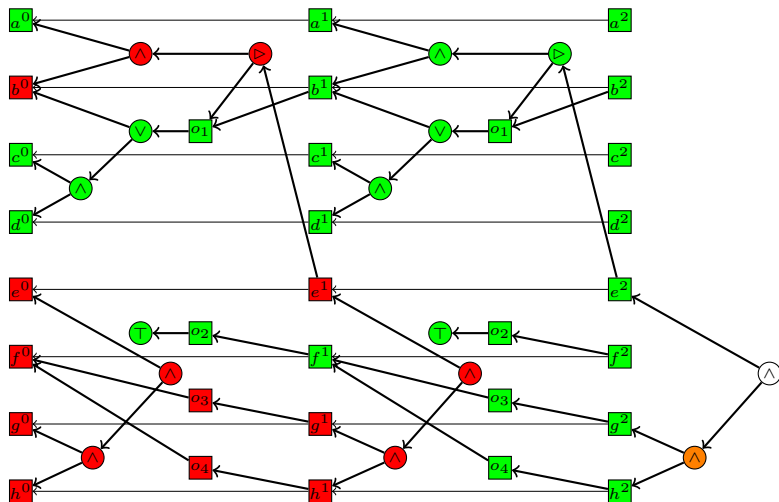 a⁰ a¹ a²
∧ ▷ ∧ ▷
b⁰ b¹ b²
∨ o₁ ∨ o₁
c⁰ c¹ c²
∧ ∧
d⁰ d¹ d²
e⁰ e¹ e²
⊤ o₂ ⊤ o₂
f⁰ f¹ f²
∧ ∧ ∧
o₃ o₃
g⁰ g¹ g²
∧ ∧ ∧
o₄ o₄
h⁰ h¹ h²